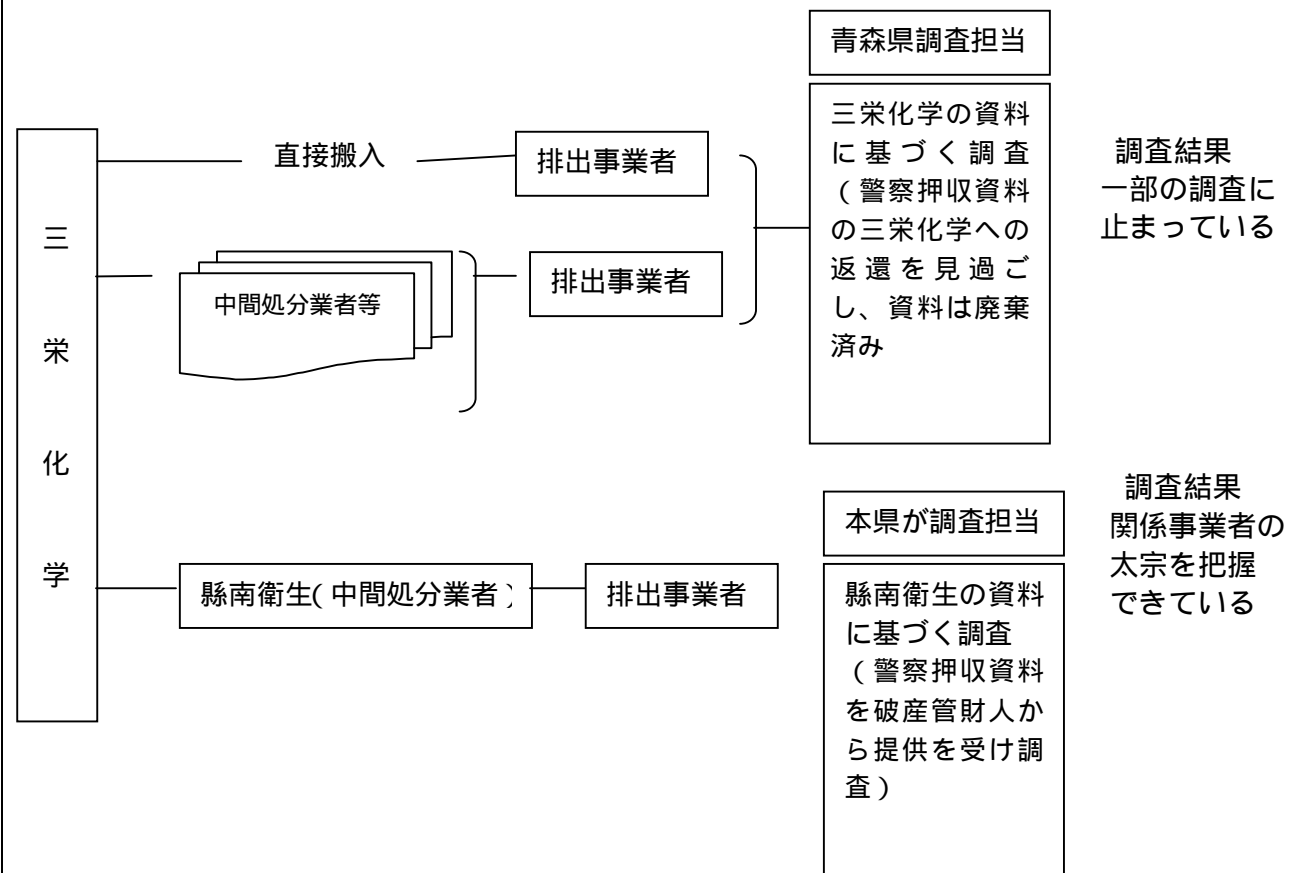 青森県調査担当
三栄化学の資料
に基づく調査
(警察押収資料
の三栄化学への
返還を見過ご
し、資料は廃棄
済み
調査結果
一部の調査に
止まっている
三
栄
化
学
直接搬入
排出事業者
中間処分業者等
排出事業者
縣南衛生(中間処分業者)
排出事業者
本県が調査担当
縣南衛生の資料
に基づく調査
(警察押収資料
を破産管財人か
ら提供を受け調
査)
調査結果
関係事業者の
太宗を把握
できている